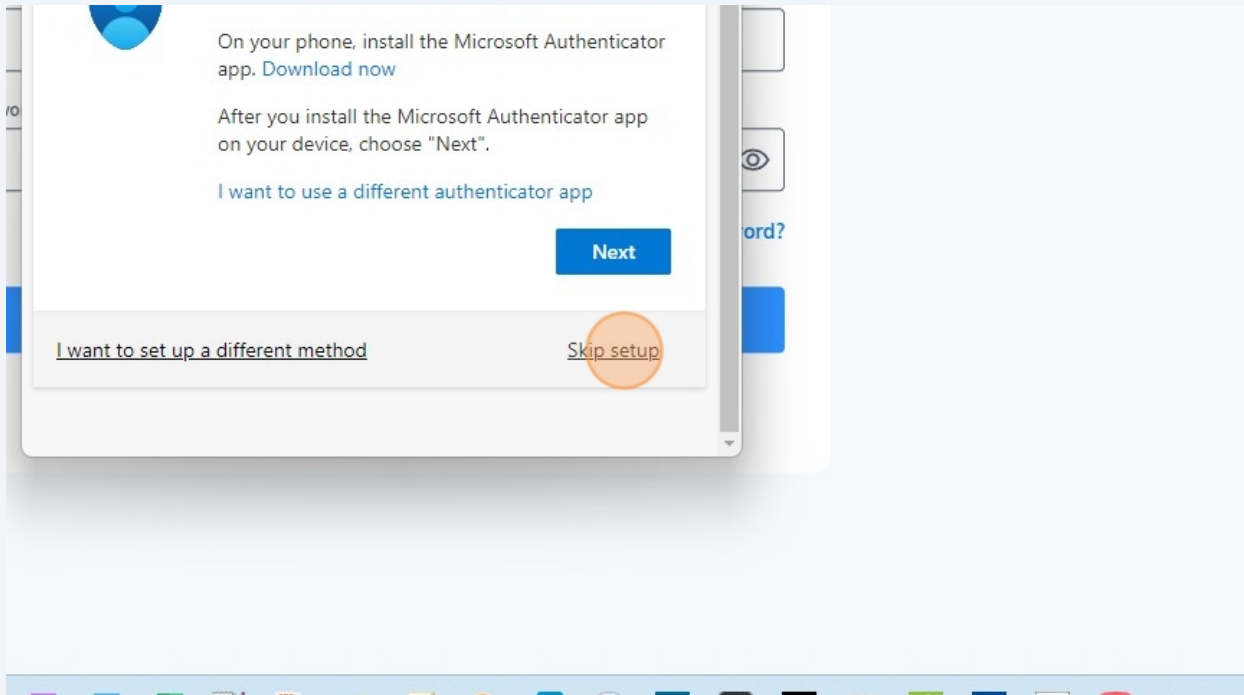 On your phone, install the Microsoft Authenticator
app. Download now
After you install the Microsoft Authenticator app
on your device, choose "Next".
I want to use a different authenticator app
ord?
Next
I want to set up a different method
Skip setup